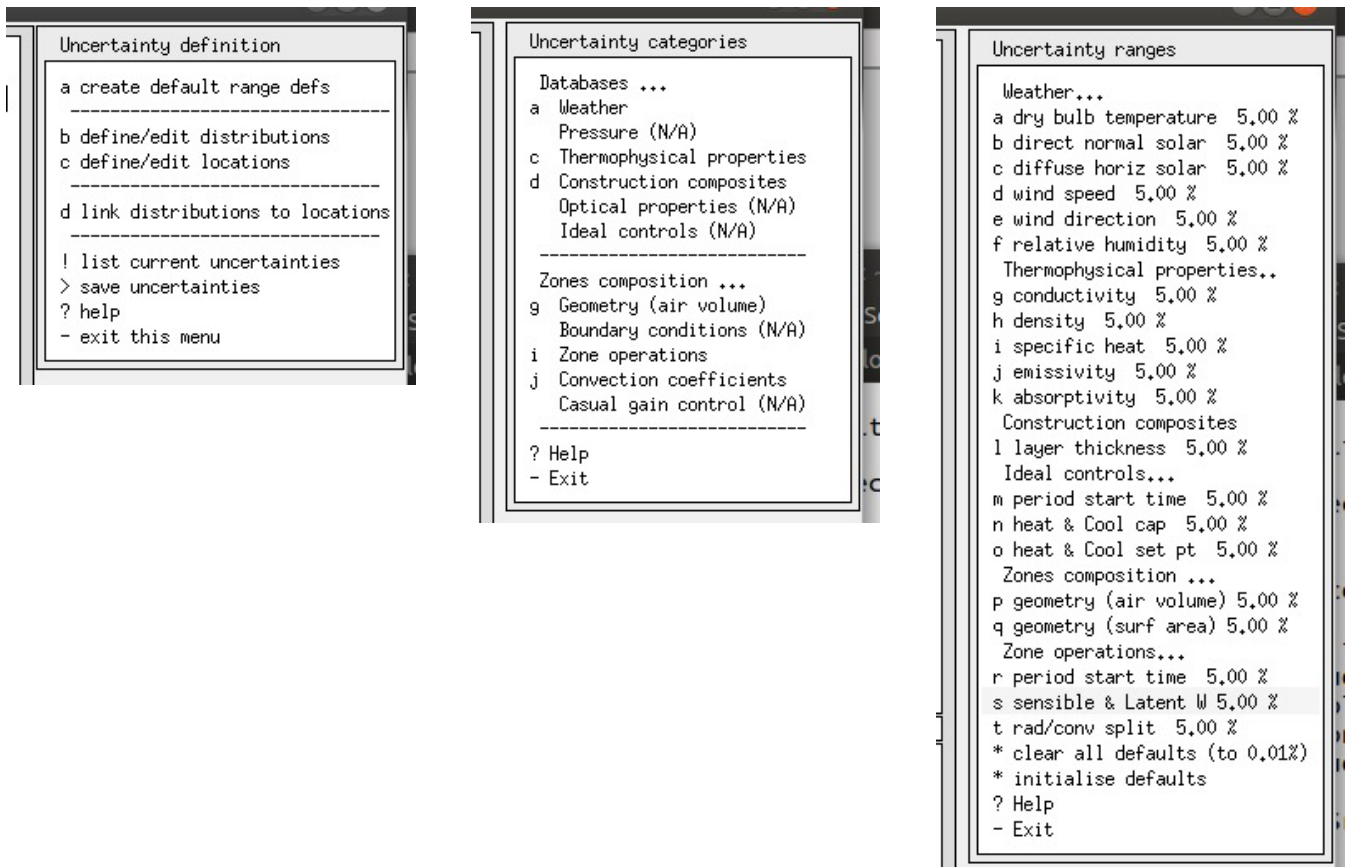 Uncertainty definition
a create default range defs
--------------------------------
b define/edit distributions
c define/edit locations
-------------------------------
d link distributions to locations
-------------------------------
! list current uncertainties
> save uncertainties
? help
- exit this menu
Uncertainty categories
Databases ...
a Weather
Pressure (N/A)
c Thermophysical properties
d Construction composites
Optical properties (N/A)
Ideal controls (N/A)
---------------------------
Zones composition ...
g Geometry (air volume)
Boundary conditions (N/A)
i Zone operations
j Convection coefficients
Casual gain control (N/A)
---------------------------
? Help
- Exit
Uncertainty ranges
Weather...
a dry bulb temperature 5.00 %
b direct normal solar 5.00 %
c diffuse horiz solar 5.00 %
d wind speed 5.00 %
e wind direction 5.00 %
f relative humidity 5.00 %
Thermophysical properties..
g conductivity 5.00 %
h density 5.00 %
i specific heat 5.00 %
j emissivity 5.00 %
k absorptivity 5.00 %
Construction composites
l layer thickness 5.00 %
Ideal controls...
m period start time 5.00 %
n heat & Cool cap 5.00 %
o heat & Cool set pt 5.00 %
Zones composition ...
p geometry (air volume) 5.00 %
q geometry (surf area) 5.00 %
Zone operations...
r period start time 5.00 %
s sensible & Latent W 5.00 %
t rad/conv split 5.00 %
* clear all defaults (to 0.01%)
* initialise defaults
? Help
- Exit